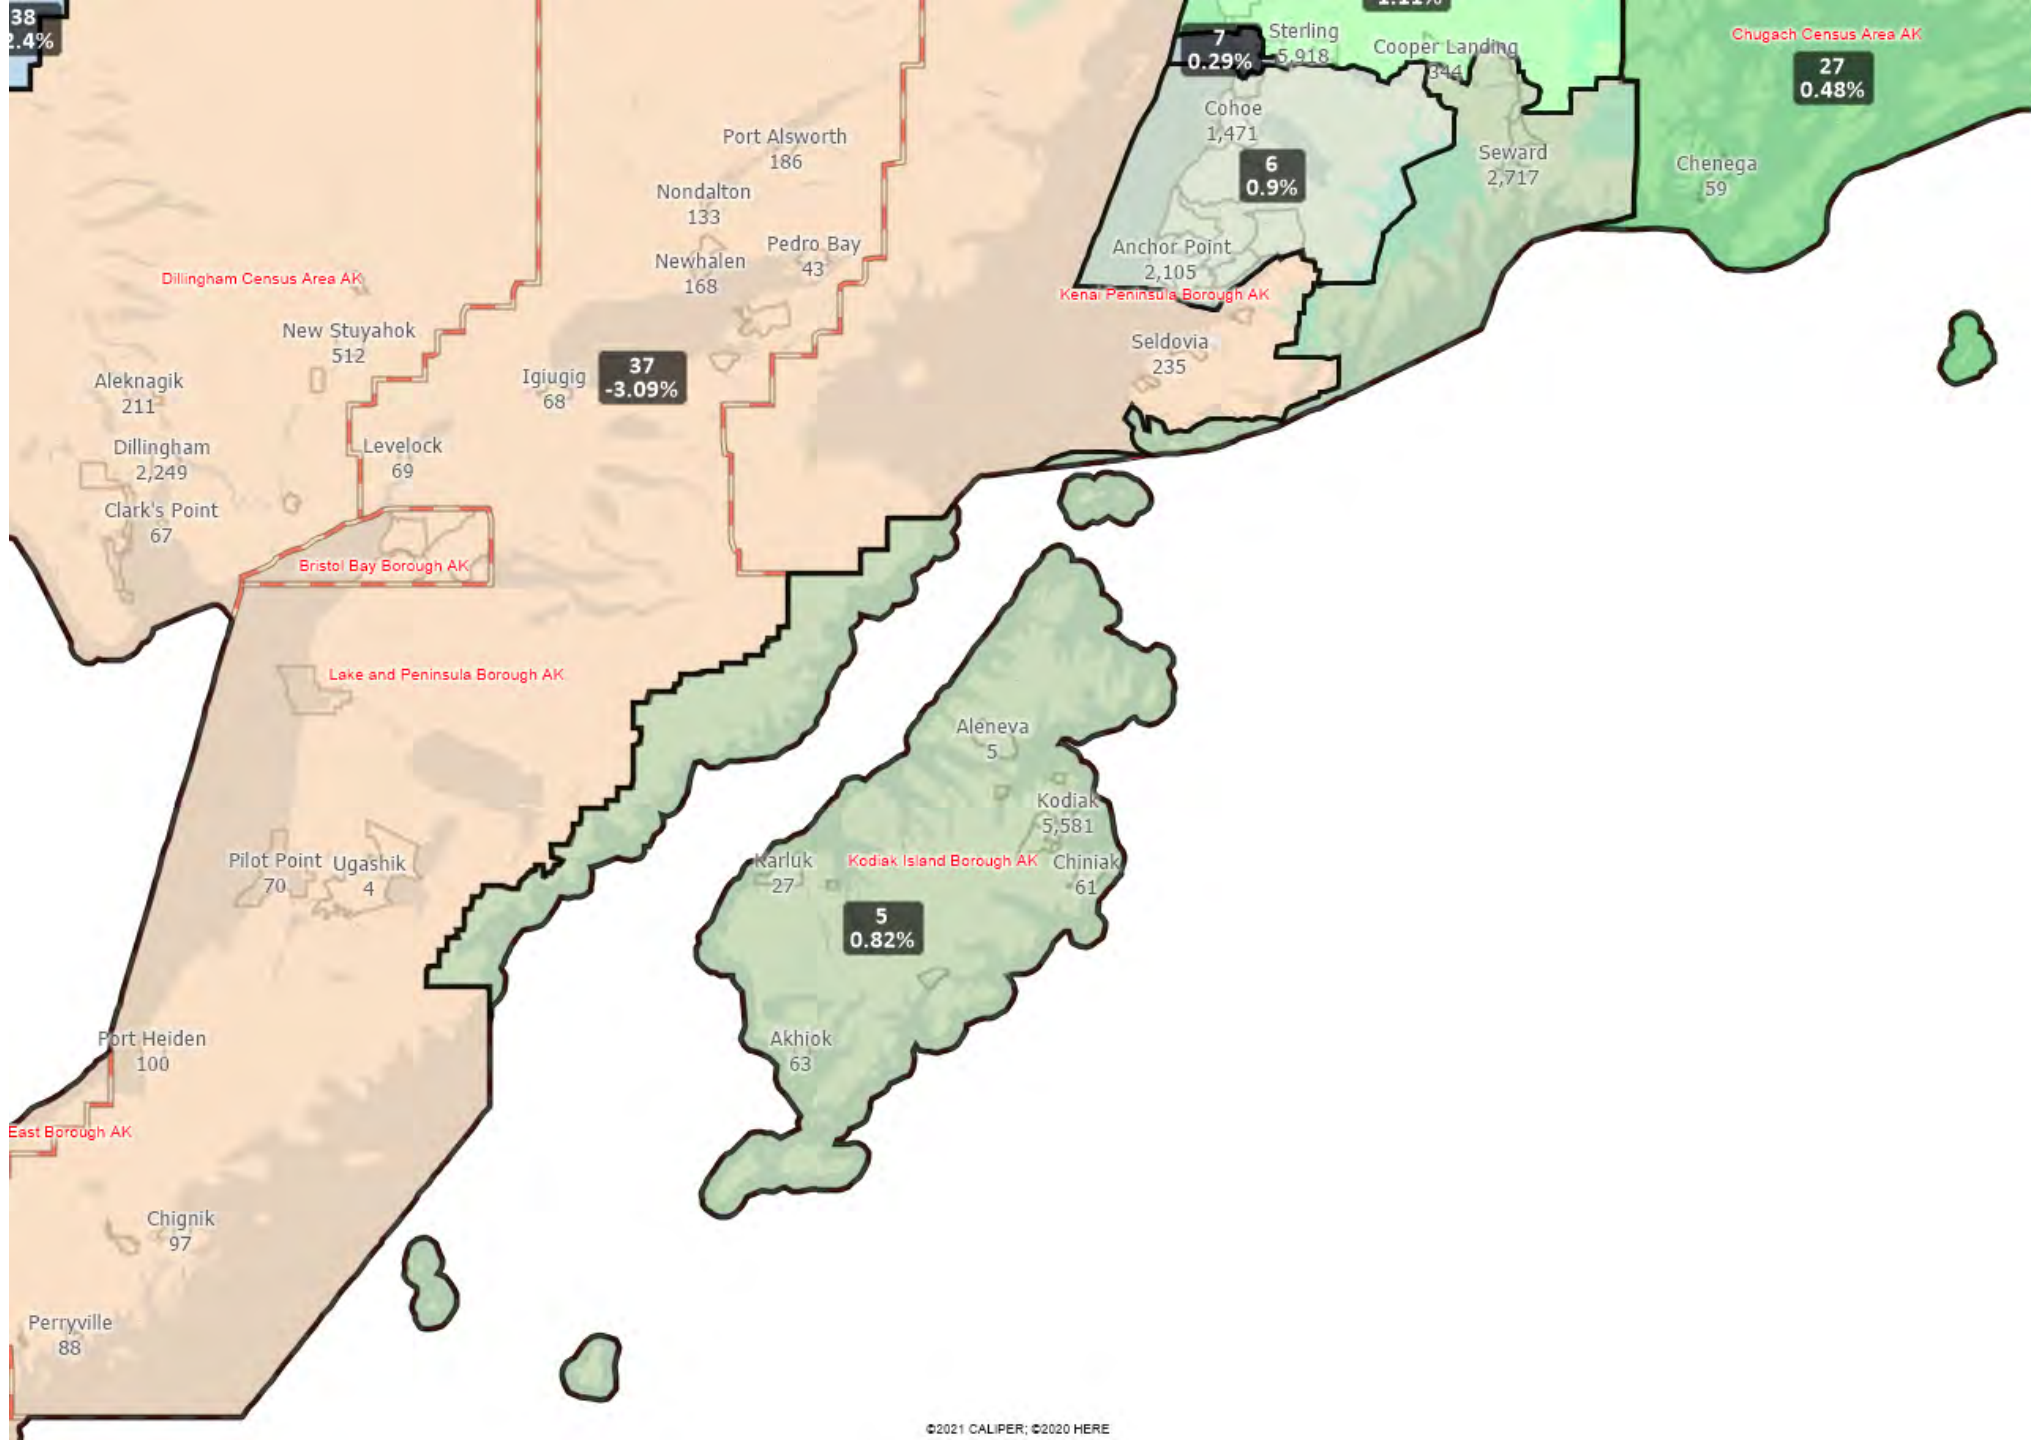 38
2.4%
1.11%
7
0.29%
Sterling
5,918
Cooper Landing
344
Chugach Census Area AK
27
0.48%
Cohoe
1,471
Port Alsworth
186
6
0.9%
Seward
2,717
Chenega
59
Nondalton
133
Pedro Bay
43
Newhalen
168
Anchor Point
2,105
Dillingham Census Area AK
Kenai Peninsula Borough AK
New Stuyahok
512
Seldovia
235
37
-3.09%
Igiugig
68
Aleknagik
211
Dillingham
2,249
Levelock
69
Clark's Point
67
Bristol Bay Borough AK
Lake and Peninsula Borough AK
Aleneva
5
Kodiak
5,581
Pilot Point
70
Ugashik
4
Karluk
27
Kodiak Island Borough AK
Chiniak
61
5
0.82%
Port Heiden
100
Akhiok
63
East Borough AK
Chignik
97
Perryville
88
©2021 CALIPER; ©2020 HERE